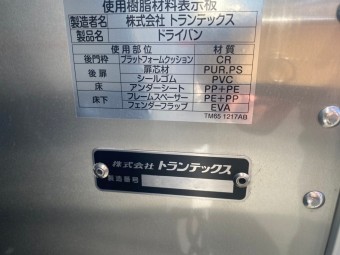 使用樹脂材料表示板
製造者名 株式会社 トランテックス
製品名 ドライバン
使用部位 材質
後門枠 プラットフォームクッション CR
後扉 扉芯材 PUR,PS
シールゴム PVC
床 アンダーシート PP+PE
床下 フレームスペーサー PE+PP
フェンダーフラップ EVA
TM65 1217AB
株式会社 トランテックス
製造番号